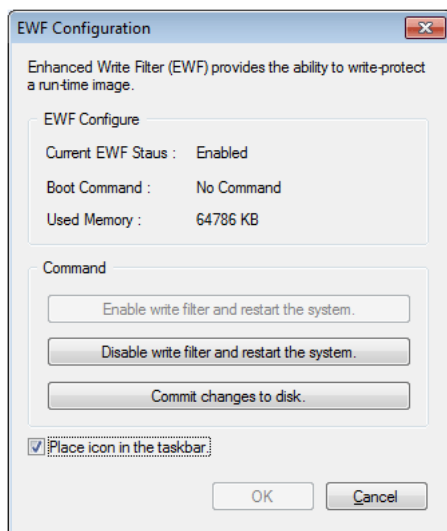 EWF Configuration
Enhanced Write Filter (EWF) provides the ability to write-protect
a run-time image.
EWF Configure
Current EWF Staus : Enabled
Boot Command : No Command
Used Memory : 64786 KB
Command
Enable write filter and restart the system.
Disable write filter and restart the system.
Commit changes to disk.
Place icon in the taskbar.
OK Cancel